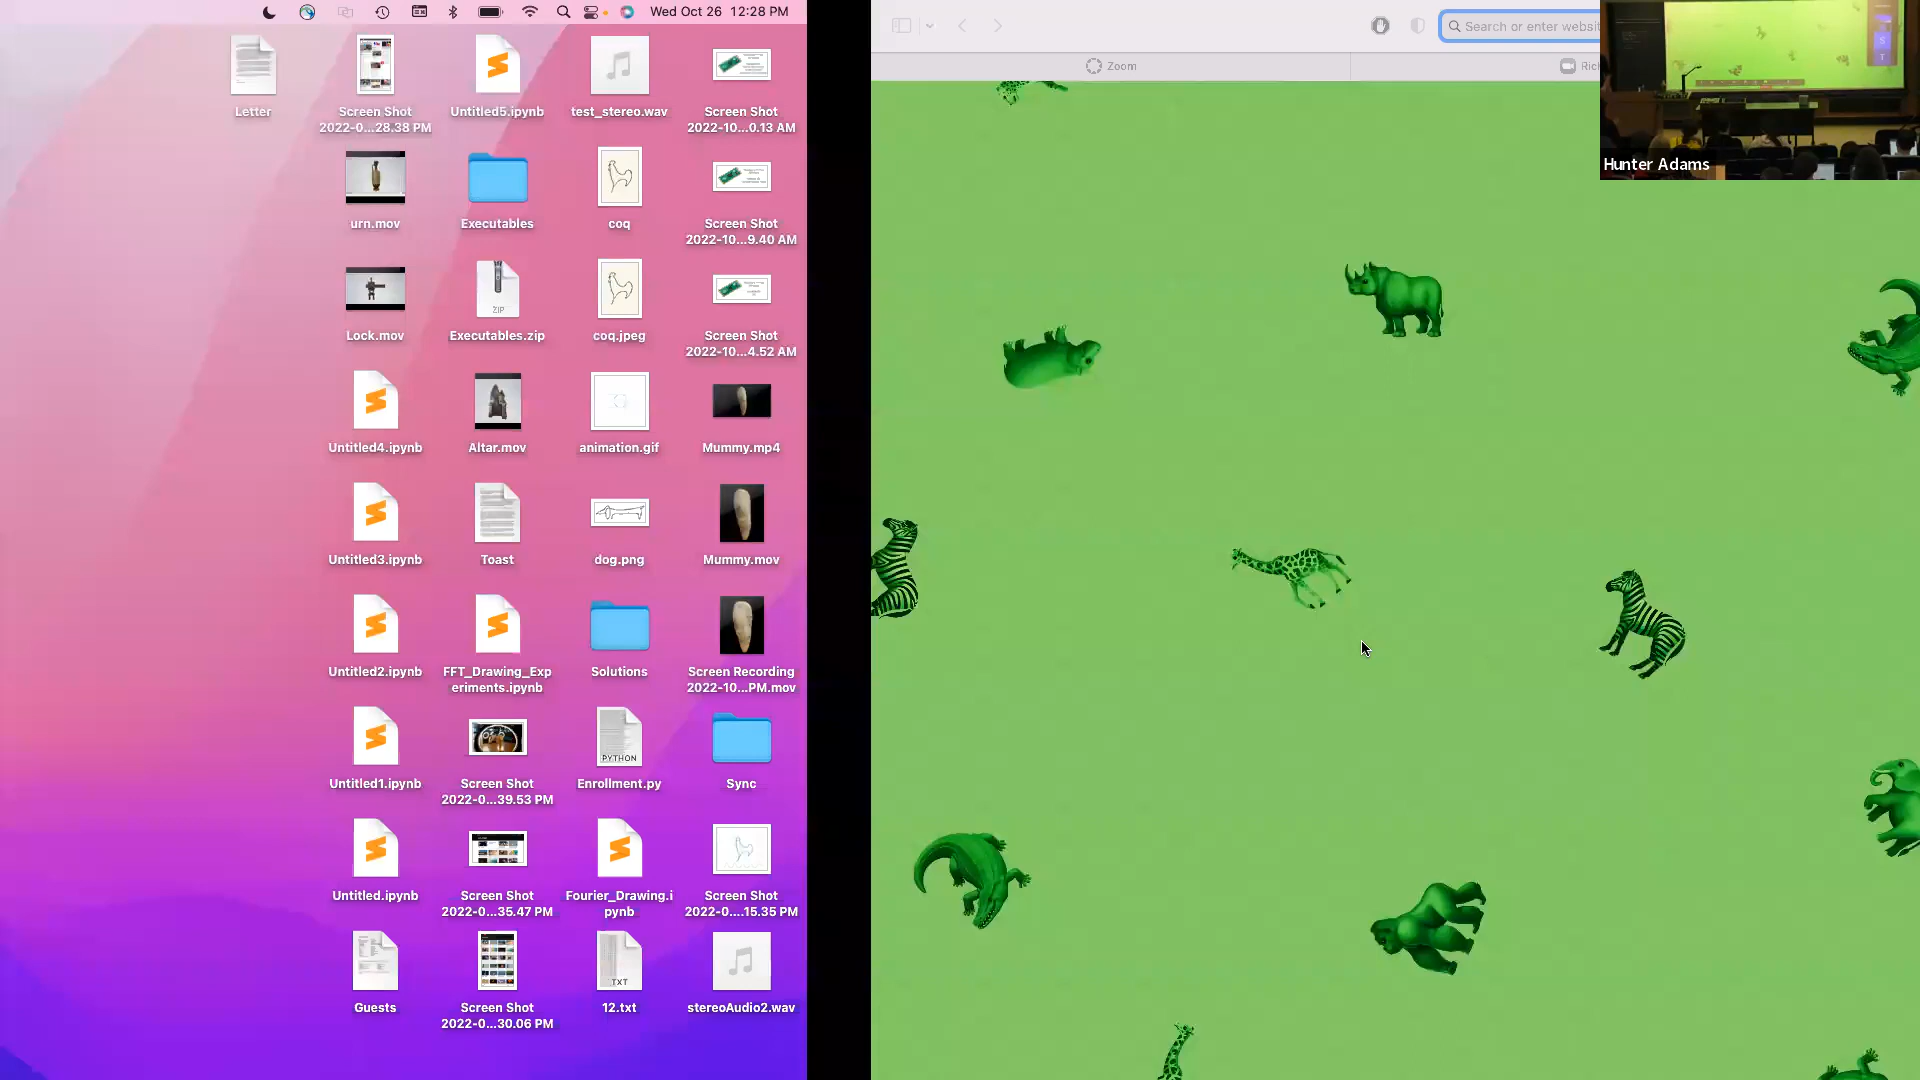 Wed Oct 26 12:28 PM
Letter
Screen Shot
2022-0...28.38 PM
Untitled5.ipynb
test_stereo.wav
Screen Shot
2022-10...0.13 AM
urn.mov
Executables
coq
Screen Shot
2022-10...9.40 AM
Lock.mov
ZIP
Executables.zip
coq.jpeg
Screen Shot
2022-10...4.52 AM
Untitled4.ipynb
Altar.mov
animation.gif
Mummy.mp4
Untitled3.ipynb
Toast
dog.png
Mummy.mov
Untitled2.ipynb
FFT_Drawing_Exp
eriments.ipynb
Solutions
Screen Recording
2022-10...PM.mov
Untitled1.ipynb
Screen Shot
2022-0...39.53 PM
PYTHON
Enrollment.py
Sync
Untitled.ipynb
Screen Shot
2022-0...35.47 PM
Fourier_Drawing.i
pynb
Screen Shot
2022-0....15.35 PM
Guests
Screen Shot
2022-0...30.06 PM
TXT
12.txt
stereoAudio2.wav
Search or enter websi
Zoom
Ric
S
T
Hunter Adams